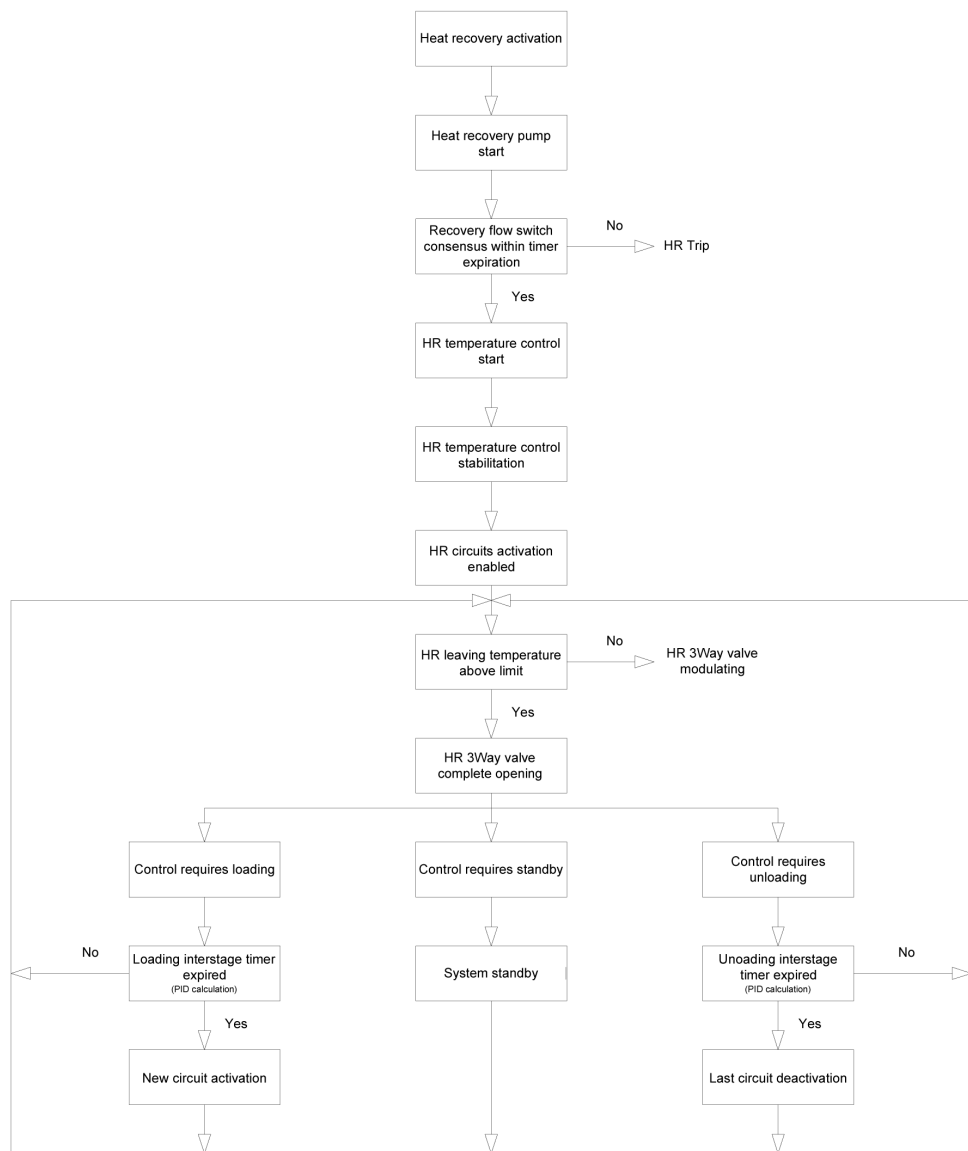 Heat recovery activation
Heat recovery pump
start
Recovery flow switch
consensus within timer
expiration
No
HR Trip
Yes
HR temperature control
start
HR temperature control
stabilitation
HR circuits activation
enabled
HR leaving temperature
above limit
No
HR 3Way valve
modulating
Yes
HR 3Way valve
complete opening
Control requires loading
Control requires standby
Control requires
unloading
No
Loading interstage timer
expired
(PID calculation)
System standby
Unoading interstage
timer expired
(PID calculation)
No
Yes
Yes
New circuit activation
Last circuit deactivation